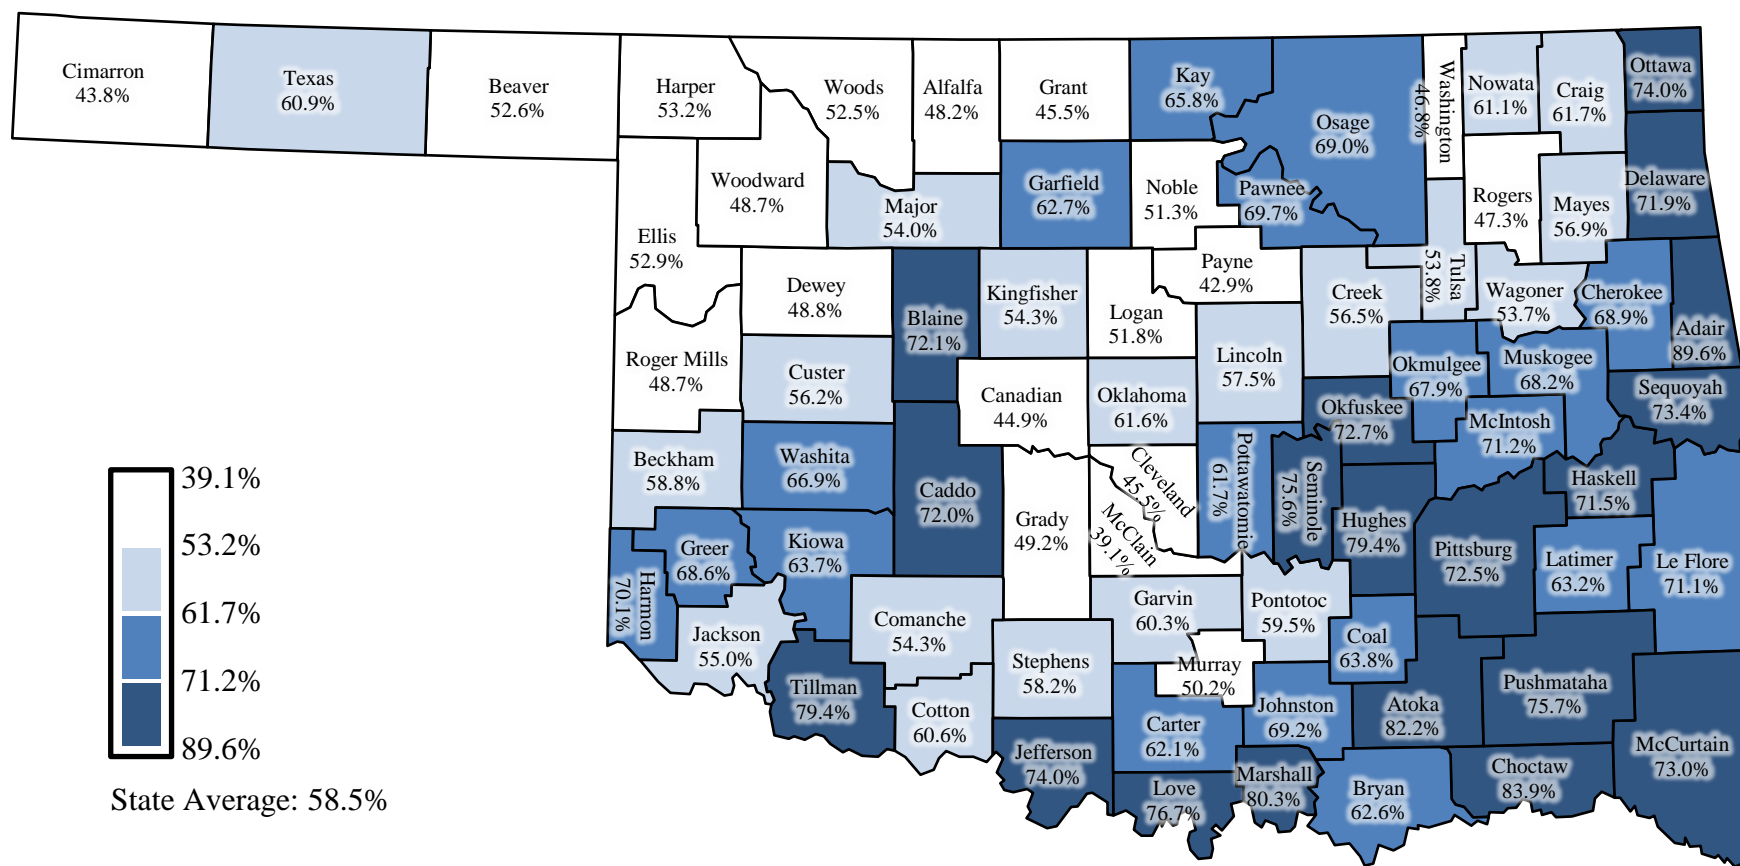 Cimarron
43.8%
Texas
60.9%
Beaver
52.6%
Harper
53.2%
Woods
52.5%
Alfalfa
48.2%
Grant
45.5%
Kay
65.8%
Osage
69.0%
Washington
46.8%
Nowata
61.1%
Craig
61.7%
Ottawa
74.0%
Woodward
48.7%
Major
54.0%
Garfield
62.7%
Noble
51.3%
Pawnee
69.7%
Rogers
47.3%
Mayes
56.9%
Delaware
71.9%
Ellis
52.9%
Dewey
48.8%
Blaine
72.1%
Kingfisher
54.3%
Logan
51.8%
Payne
42.9%
Creek
56.5%
Tulsa
53.8%
Wagoner
53.7%
Cherokee
68.9%
Adair
89.6%
Roger Mills
48.7%
Custer
56.2%
Canadian
44.9%
Oklahoma
61.6%
Lincoln
57.5%
Okfuskee
72.7%
Okmulgee
67.9%
Muskogee
68.2%
McIntosh
71.2%
Sequoyah
73.4%
Beckham
58.8%
Washita
66.9%
Caddo
72.0%
Grady
49.2%
Cleveland
45.5%
McClain
39.1%
Pottawatomie
61.7%
Seminole
75.6%
Hughes
79.4%
Pittsburg
72.5%
Haskell
71.5%
Latimer
63.2%
Le Flore
71.1%
Harmon
70.1%
Greer
68.6%
Kiowa
63.7%
Jackson
55.0%
Tillman
79.4%
Comanche
54.3%
Cotton
60.6%
Stephens
58.2%
Garvin
60.3%
Murray
50.2%
Pontotoc
59.5%
Coal
63.8%
Jefferson
74.0%
Carter
62.1%
Love
76.7%
Johnston
69.2%
Marshall
80.3%
Atoka
82.2%
Bryan
62.6%
Pushmataha
75.7%
Choctaw
83.9%
McCurtain
73.0%
39.1%
53.2%
61.7%
71.2%
89.6%
State Average: 58.5%